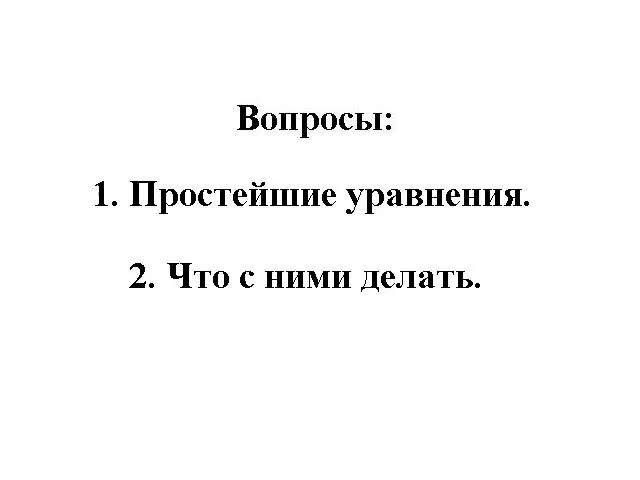 Вопросы:
1. Простейшие уравнения.
2. Что с ними делать.